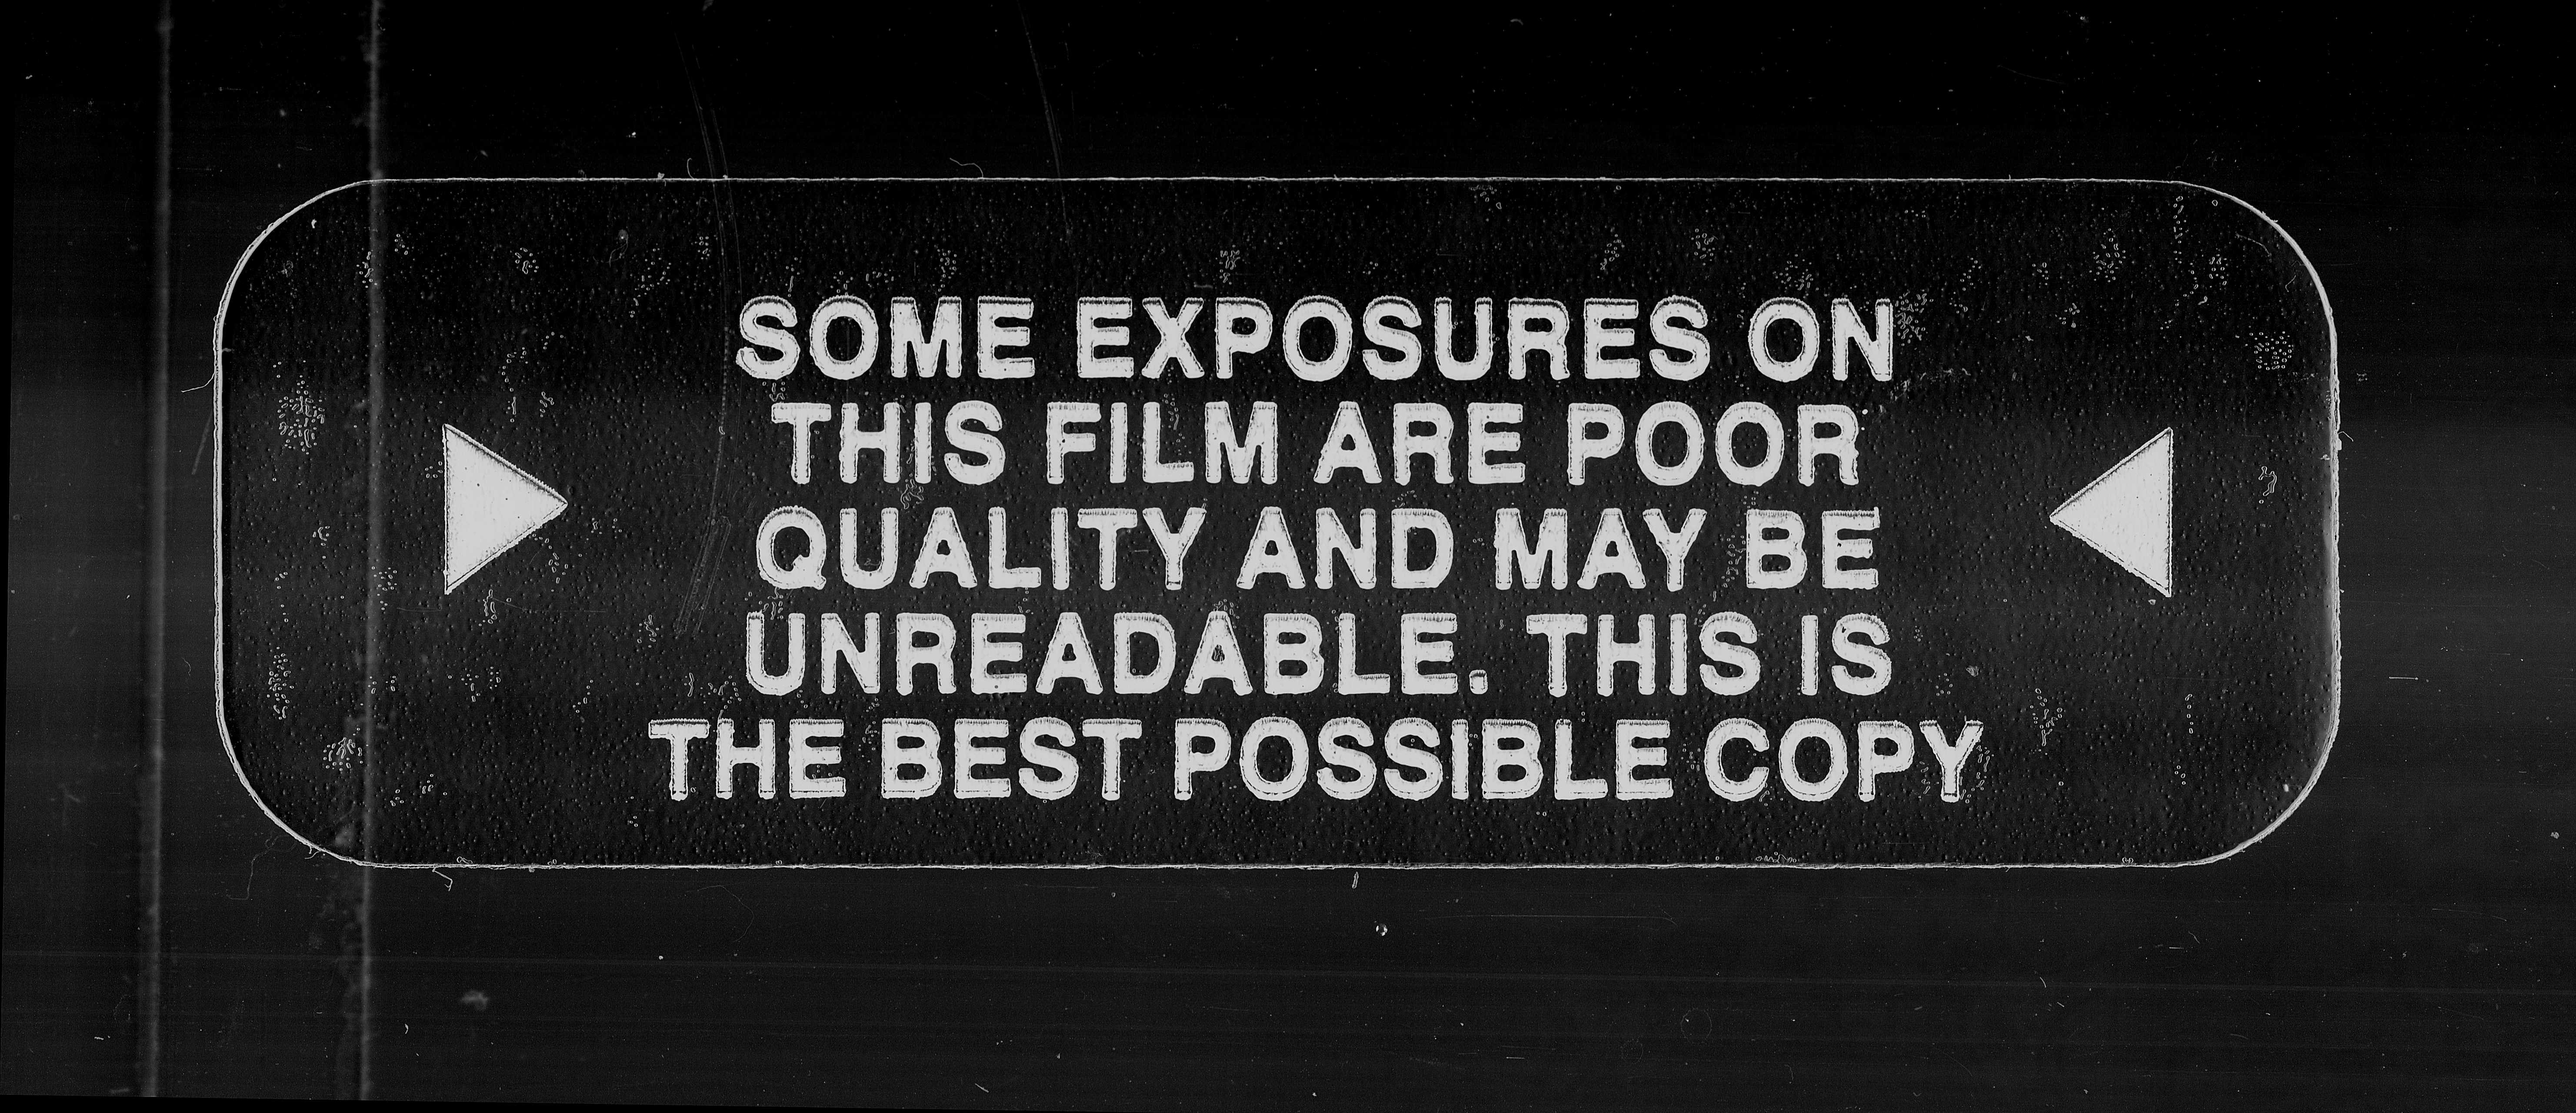 SOME EXPOSURES ON
THIS FILM ARE POOR
QUALITY AND MAY BE
UNREADABLE. THIS IS
THE BEST POSSIBLE COPY